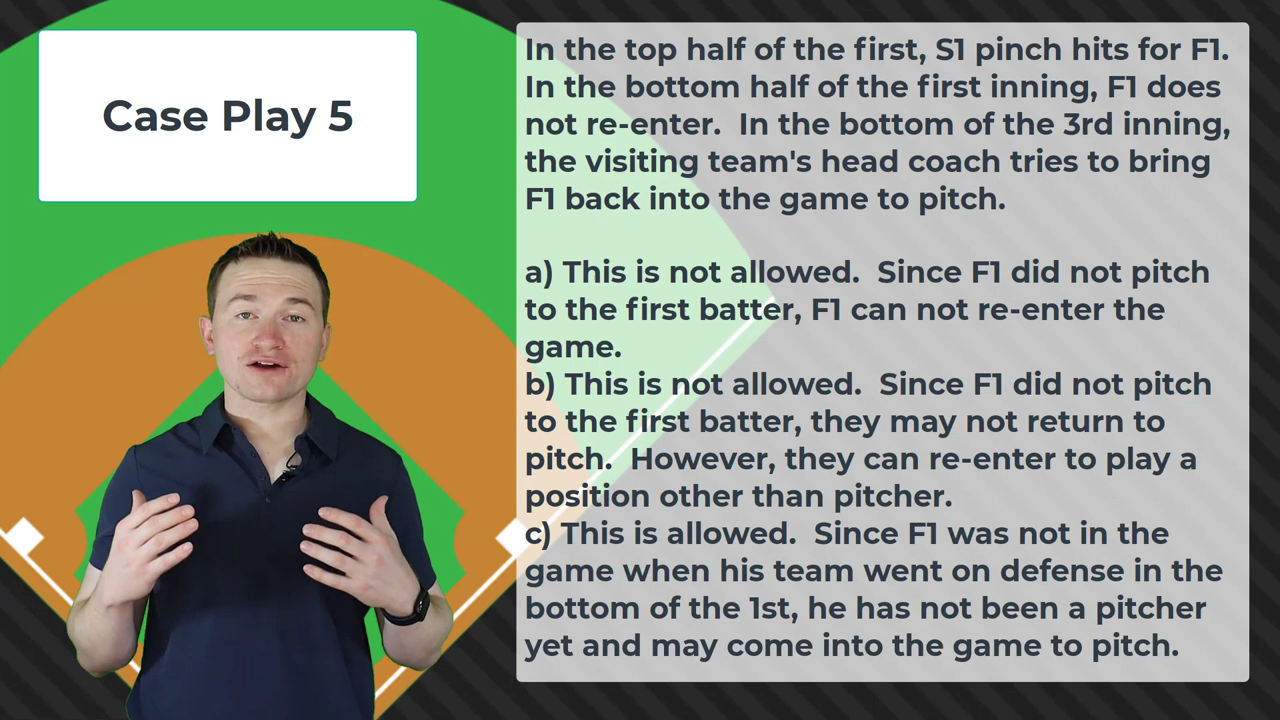 Case Play 5
In the top half of the first, S1 pinch hits for F1.
In the bottom half of the first inning, F1 does
not re-enter.  In the bottom of the 3rd inning,
the visiting team's head coach tries to bring
F1 back into the game to pitch.
a) This is not allowed.  Since F1 did not pitch
to the first batter, F1 can not re-enter the
game.
b) This is not allowed.  Since F1 did not pitch
to the first batter, they may not return to
pitch.  However, they can re-enter to play a
position other than pitcher.
c) This is allowed.  Since F1 was not in the
game when his team went on defense in the
bottom of the 1st, he has not been a pitcher
yet and may come into the game to pitch.